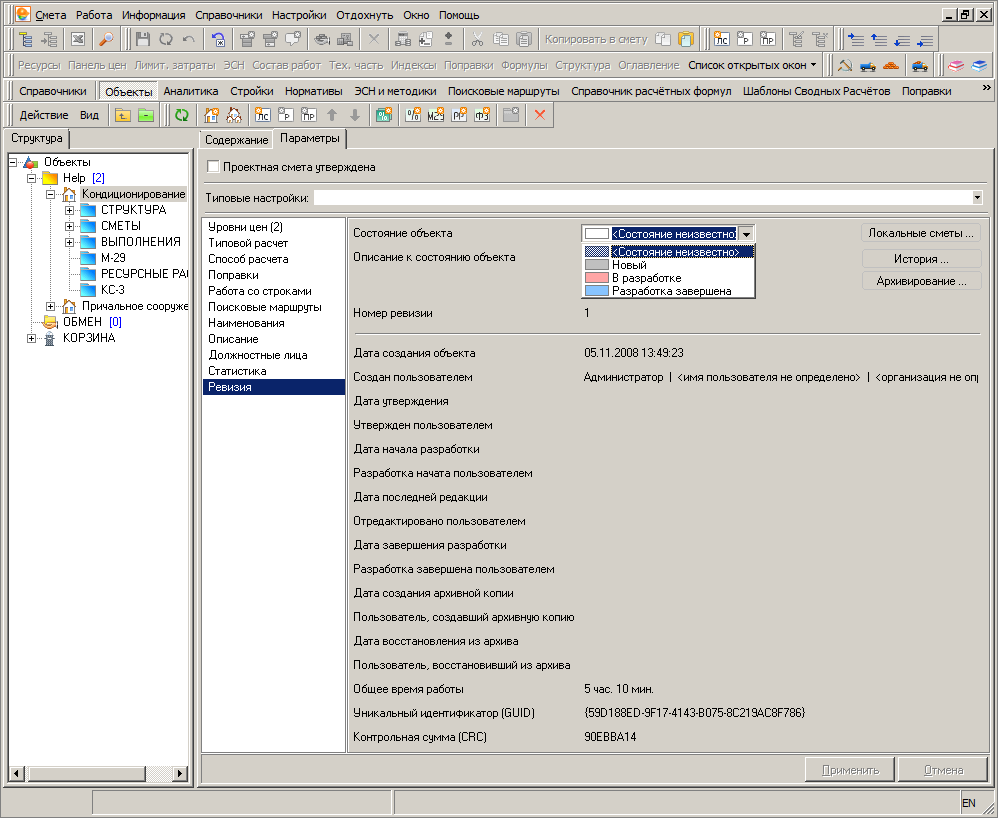 Смета Работа Информация Справочники Настройки Отдохнуть Окно Помощь
Копировать в смету ЛС Р ПР
Ресурсы Панель цен Лимит. затраты ЭСН Состав работ Тех. часть Индексы Поправки Формулы Структура Оглавление Список открытых окон
Справочники Объекты Аналитика Стройки Нормативы ЭСН и методики Поисковые маршруты Справочник расчётных формул Шаблоны Сводных Расчётов Поправки »
Действие Вид ЛС Р ПР % М29 РР ФЗ
Структура
Содержание Параметры
Объекты
Help [2]
Кондиционирование
СТРУКТУРА
СМЕТЫ
ВЫПОЛНЕНИЯ
М-29
РЕСУРСНЫЕ РА
КС-3
Причальное сооруже
ОБМЕН [0]
КОРЗИНА
Проектная смета утверждена
Типовые настройки:
Уровни цен (2)
Типовой расчет
Способ расчета
Поправки
Работа со строками
Поисковые маршруты
Наименования
Описание
Должностные лица
Статистика
Ревизия
Состояние объекта <Состояние неизвестно> Локальные сметы ...
<Состояние неизвестно>
Новый
В разработке
Разработка завершена
Описание к состоянию объекта История ...
Архивирование ...
Номер ревизии 1
Дата создания объекта 05.11.2008 13:49:23
Создан пользователем Администратор | <имя пользователя не определено> | <организация не опр
Дата утверждения
Утвержден пользователем
Дата начала разработки
Разработка начата пользователем
Дата последней редакции
Отредактировано пользователем
Дата завершения разработки
Разработка завершена пользователем
Дата создания архивной копии
Пользователь, создавший архивную копию
Дата восстановления из архива
Пользователь, восстановивший из архива
Общее время работы 5 час. 10 мин.
Уникальный идентификатор (GUID) {59D188ED-9F17-4143-B075-8C219AC8F786}
Контрольная сумма (CRC) 90EBBA14
Применить Отмена
EN